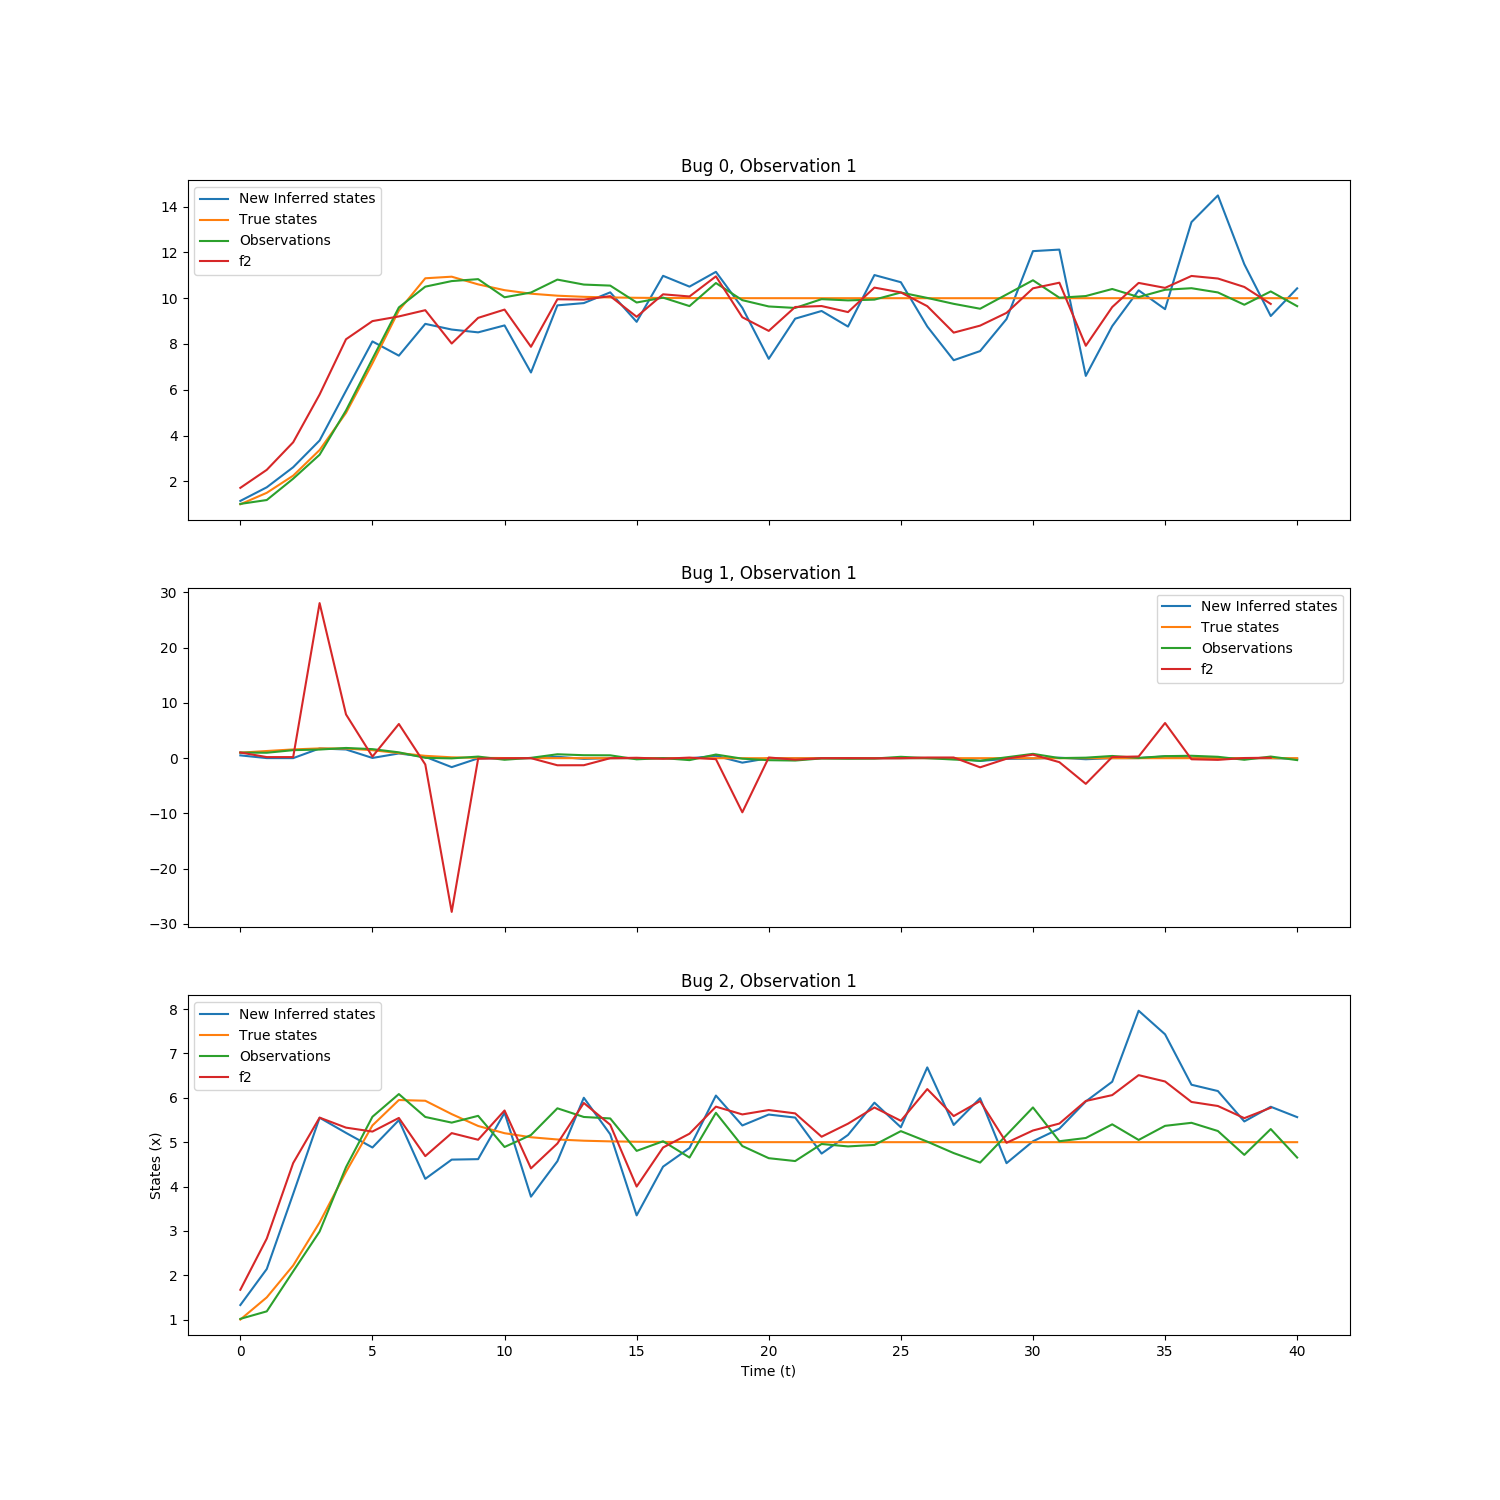 Bug 0, Observation 1
New Inferred states
True states
Observations
f2
14
12
10
8
6
4
2
Bug 1, Observation 1
New Inferred states
True states
Observations
f2
30
20
10
0
−10
−20
−30
Bug 2, Observation 1
New Inferred states
True states
Observations
f2
8
7
6
5
4
3
2
1
States (x)
0 5 10 15 20 25 30 35 40
Time (t)